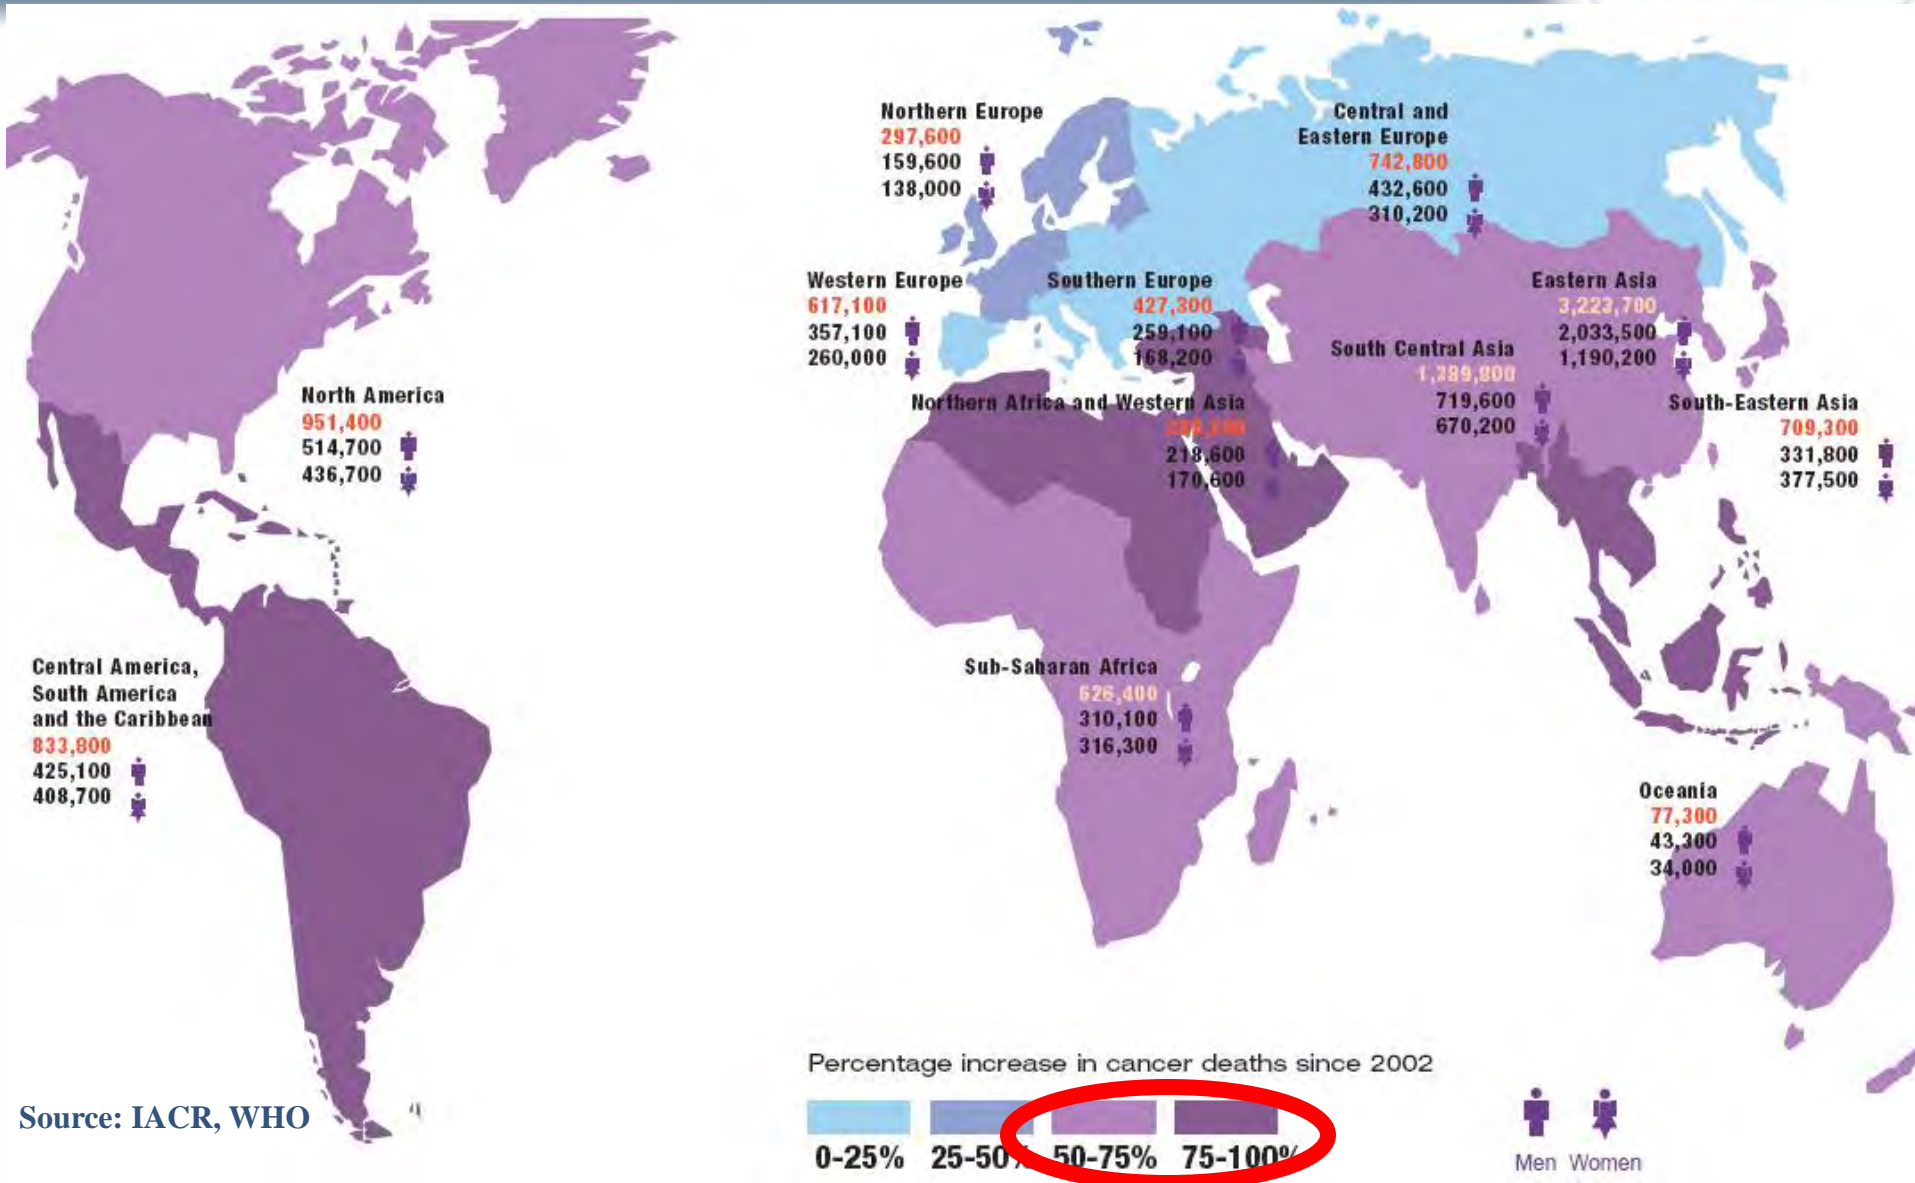 Northern Europe
297,600
159,600
138,000
Central and
Eastern Europe
742,800
432,600
310,200
Western Europe
617,100
357,100
260,000
Southern Europe
427,300
259,100
168,200
Eastern Asia
3,223,700
2,033,500
1,190,200
South Central Asia
1,389,800
719,600
670,200
North America
951,400
514,700
436,700
Northern Africa and Western Asia
218,600
170,600
South-Eastern Asia
709,300
331,800
377,500
Central America,
South America
and the Caribbean
833,800
425,100
408,700
Sub-Saharan Africa
626,400
310,100
316,300
Oceania
77,300
43,300
34,000
Percentage increase in cancer deaths since 2002
0-25% 25-50% 50-75% 75-100%
Men Women
Source: IACR, WHO